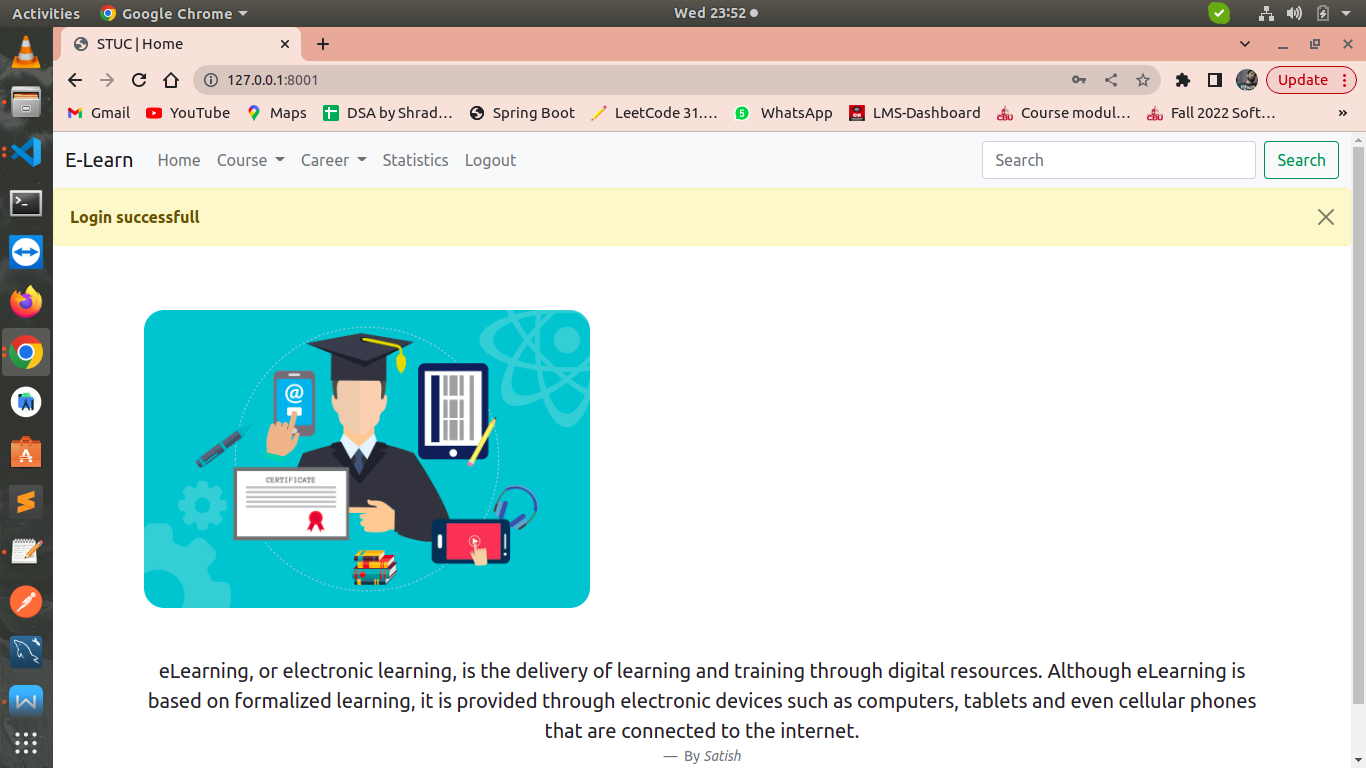 Activities Google Chrome Wed 23:52
STUC | Home
127.0.0.1:8001 Update
Gmail YouTube Maps DSA by Shrad… Spring Boot LeetCode 31.… WhatsApp LMS-Dashboard Course modul… Fall 2022 Soft… »
E-Learn Home Course Career Statistics Logout Search Search
Login successfull
@
CERTIFICATE
eLearning, or electronic learning, is the delivery of learning and training through digital resources. Although eLearning is
based on formalized learning, it is provided through electronic devices such as computers, tablets and even cellular phones
that are connected to the internet.
— By Satish